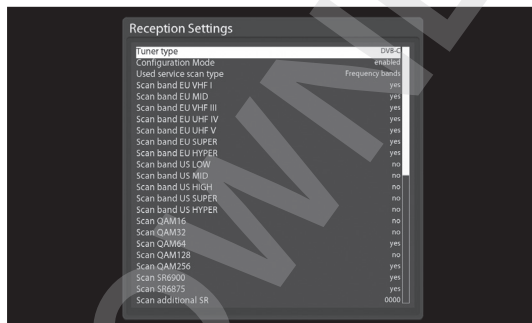 Reception Settings
Tuner type DVB-C
Configuration Mode enabled
Used service scan type Frequency bands
Scan band EU VHF I yes
Scan band EU MID yes
Scan band EU VHF III yes
Scan band EU UHF IV yes
Scan band EU UHF V yes
Scan band EU SUPER yes
Scan band EU HYPER yes
Scan band US LOW no
Scan band US MID no
Scan band US HIGH no
Scan band US SUPER no
Scan band US HYPER no
Scan QAM16 no
Scan QAM32 no
Scan QAM64 yes
Scan QAM128 no
Scan QAM256 yes
Scan SR6900 yes
Scan SR6875 yes
Scan additional SR 0000